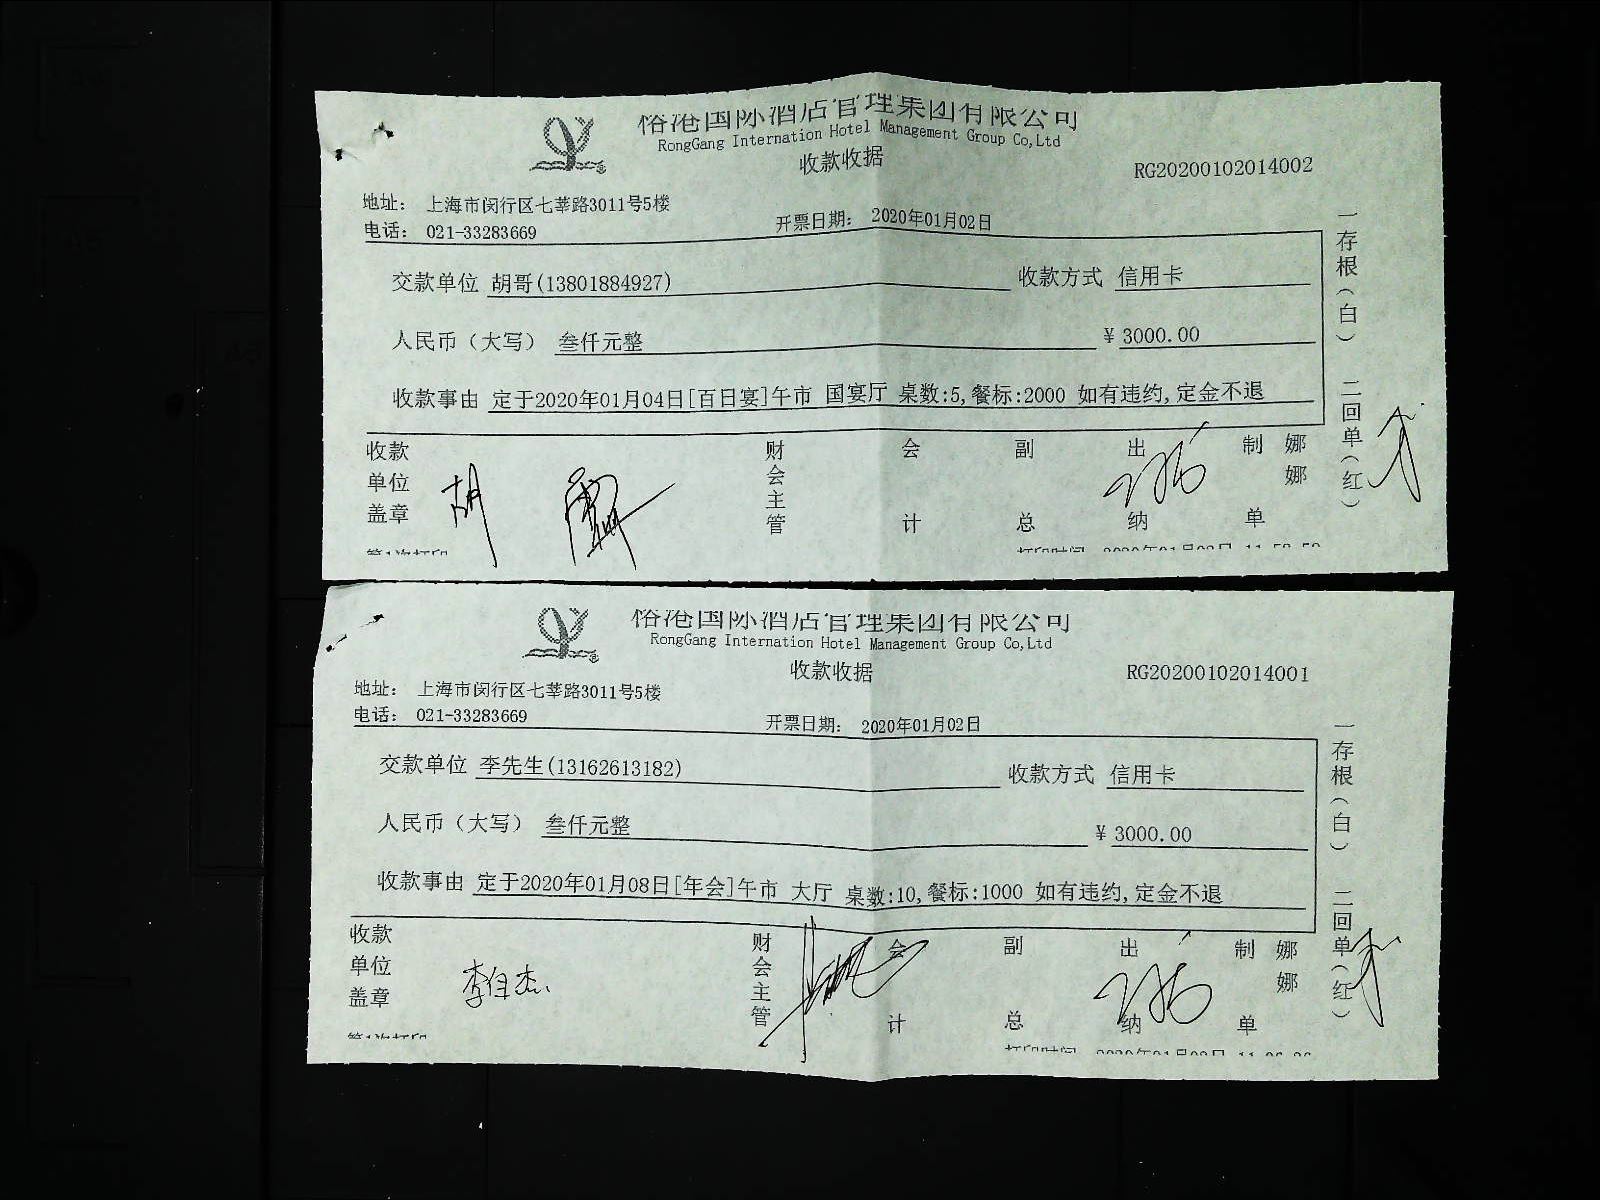 裕港国际酒店管理集团有限公司
RongGang Internation Hotel Management Group Co,Ltd
收款收据
RG20200102014002
地址： 上海市闵行区七莘路3011号5楼
电话： 021-33283669
开票日期： 2020年01月02日
交款单位 胡哥(13801884927) 收款方式 信用卡
人民币（大写） 叁仟元整 ¥3000.00
收款事由 定于2020年01月04日[百日宴]午市 国宴厅 桌数:5,餐标:2000 如有违约,定金不退
收款单位盖章 胡
财会主管 会计 副总 出纳 制单 娜娜
一存根（白） 二回单（红）
第1次打印
裕港国际酒店管理集团有限公司
RongGang Internation Hotel Management Group Co,Ltd
收款收据
RG20200102014001
地址： 上海市闵行区七莘路3011号5楼
电话： 021-33283669
开票日期： 2020年01月02日
交款单位 李先生(13162613182) 收款方式 信用卡
人民币（大写） 叁仟元整 ¥3000.00
收款事由 定于2020年01月08日[年会]午市 大厅 桌数:10,餐标:1000 如有违约,定金不退
收款单位盖章
财会主管 会计 副总 出纳 制单 娜娜
一存根（白） 二回单（红）
第1次打印